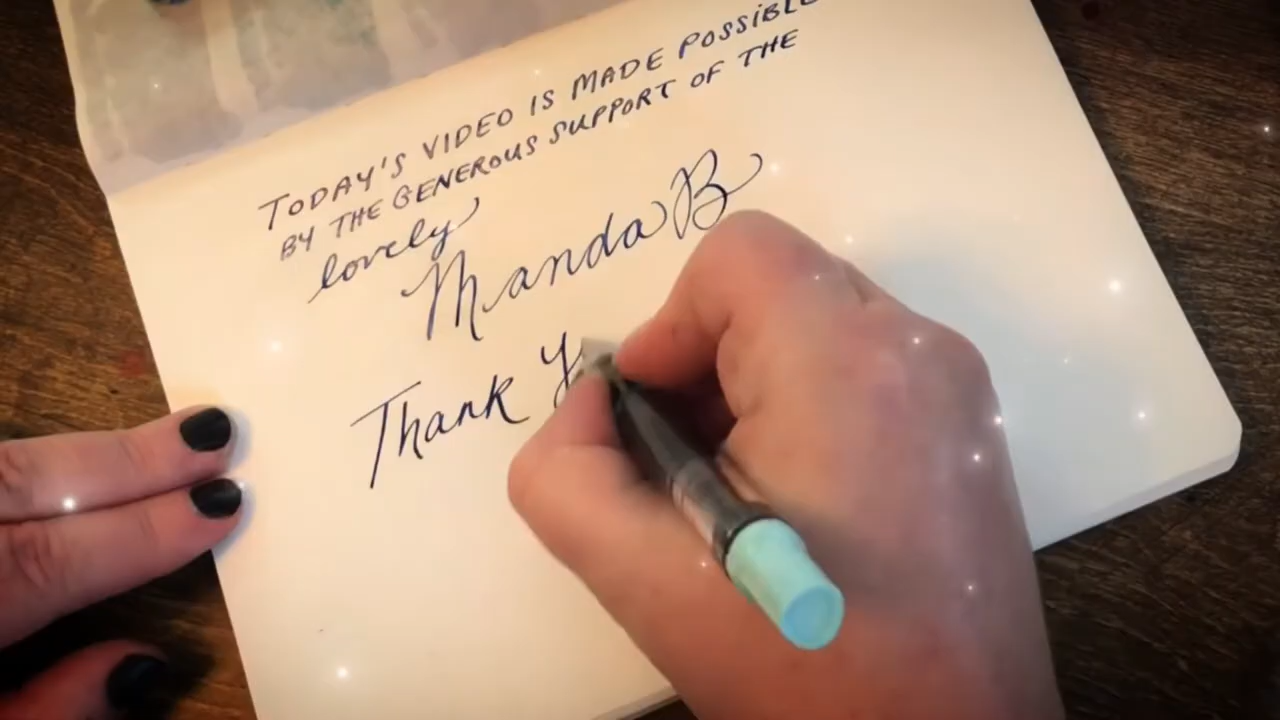 TODAY'S VIDEO IS MADE POSSIBLE
BY THE GENEROUS SUPPORT OF THE
lovely
Manda B
Thank Y